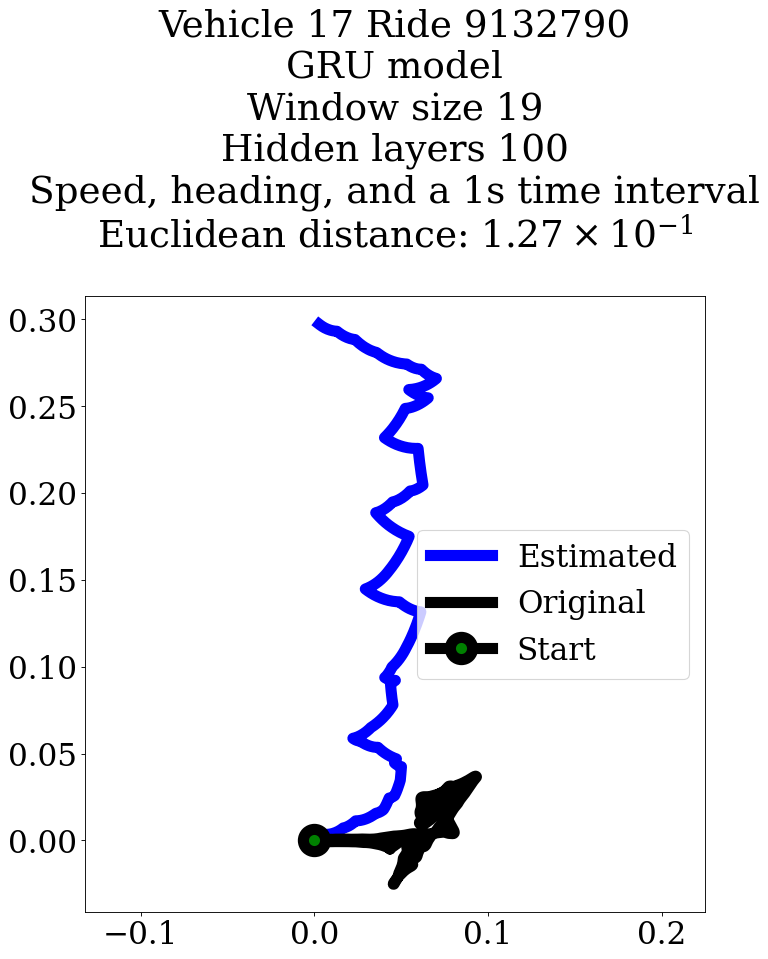 Vehicle 17 Ride 9132790
GRU model
Window size 19
Hidden layers 100
Speed, heading, and a 1s time interval
Euclidean distance: 1.27 × 10⁻¹
0.30
0.25
0.20
0.15
0.10
0.05
0.00
Estimated
Original
Start
−0.1
0.0
0.1
0.2